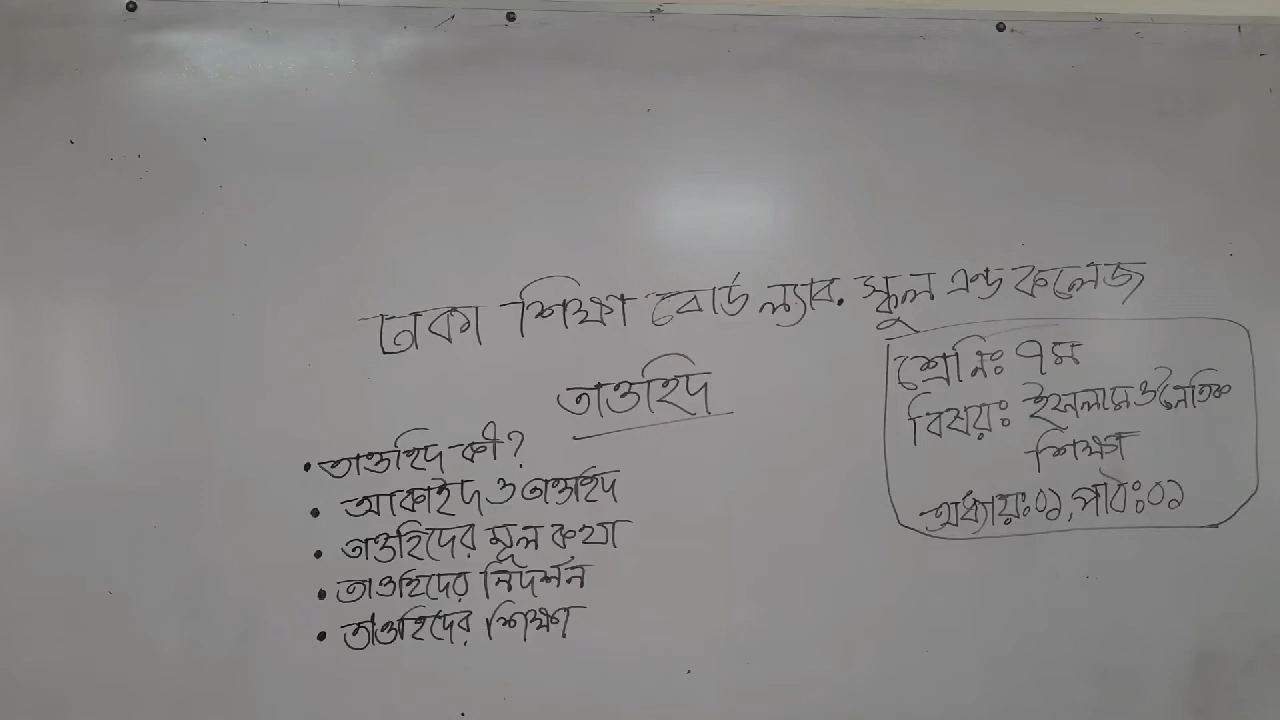 ঢাকা শিক্ষা বোর্ড ল্যাব. স্কুল এন্ড কলেজ
তাওহিদ
• তাওহিদ কী?
• আকাইদ ও তাওহিদ
• তাওহিদের মূল কথা
• তাওহিদের নিদর্শন
• তাওহিদের শিক্ষা
শ্রেনিঃ ৭ম
বিষয়ঃ ইসলাম ও নৈতিক
শিক্ষা
অধ্যায়ঃ০১, পাঠঃ০১